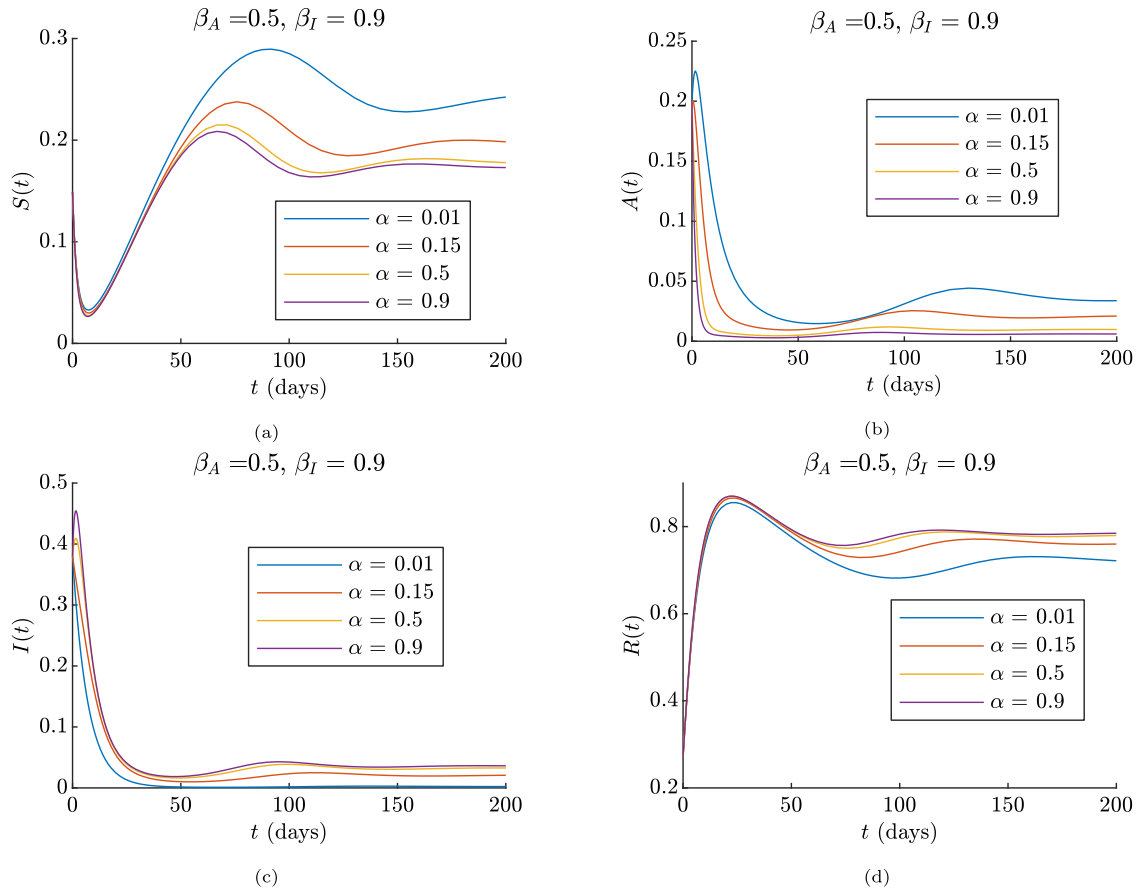 β_A =0.5, β_I = 0.9
0.3
0.2
0.1
0
S(t)
α = 0.01
α = 0.15
α = 0.5
α = 0.9
0 50 100 150 200
t (days)
(a)
β_A =0.5, β_I = 0.9
0.25
0.2
0.15
0.1
0.05
0
A(t)
α = 0.01
α = 0.15
α = 0.5
α = 0.9
0 50 100 150 200
t (days)
(b)
β_A =0.5, β_I = 0.9
0.5
0.4
0.3
0.2
0.1
0
I(t)
α = 0.01
α = 0.15
α = 0.5
α = 0.9
0 50 100 150 200
t (days)
(c)
β_A =0.5, β_I = 0.9
0.8
0.6
0.4
0.2
R(t)
α = 0.01
α = 0.15
α = 0.5
α = 0.9
0 50 100 150 200
t (days)
(d)